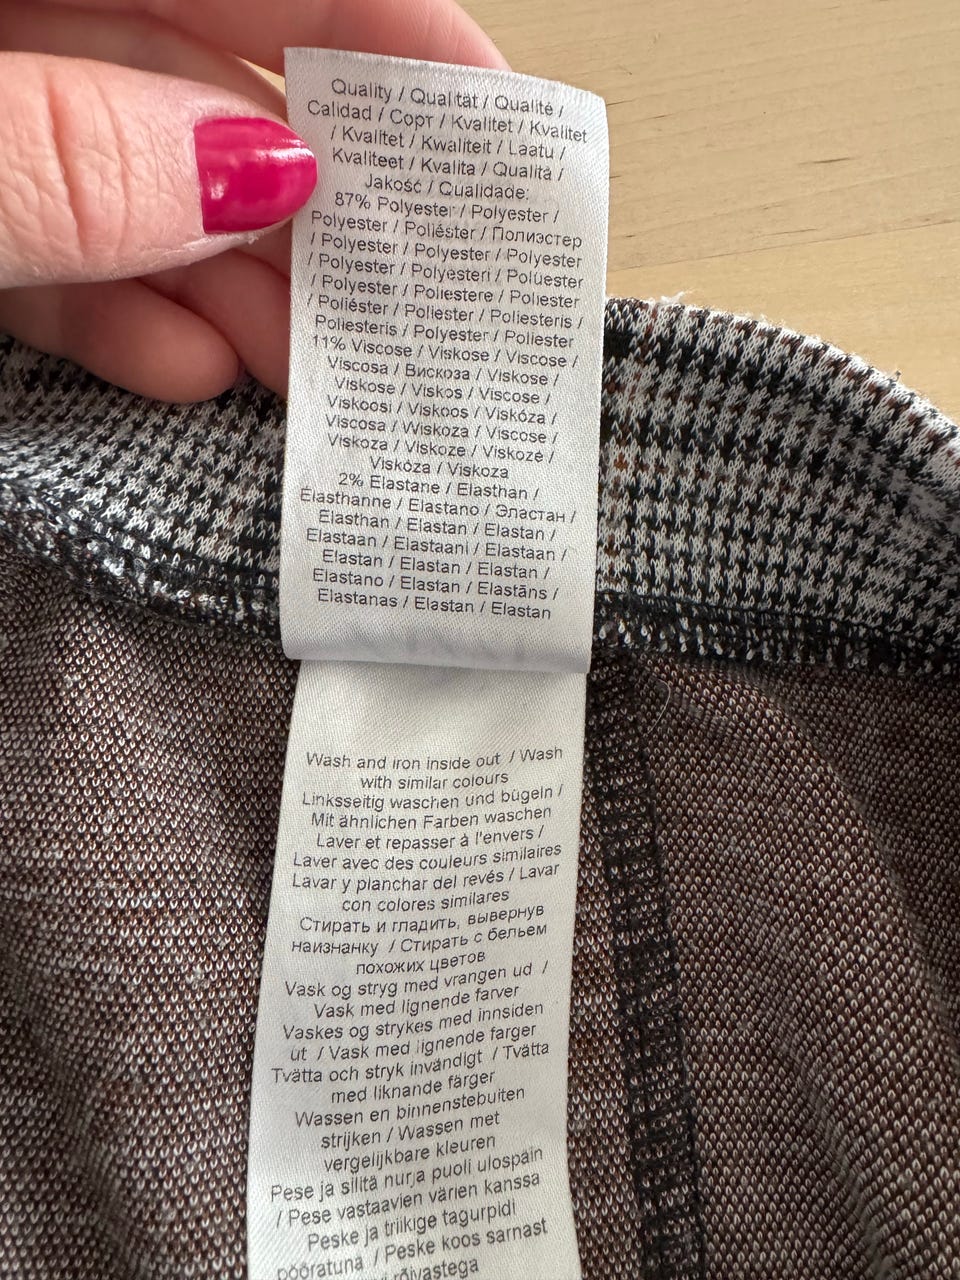 Quality / Qualität / Qualité /
Calidad / Сорт / Kvalitet / Kvalitet
/ Kvalitet / Kwaliteit / Laatu /
Kvaliteet / Kvalita / Qualità /
Jakość / Qualidade:
87% Polyester / Polyester /
Polyester / Poliéster / Полиэстер
/ Polyester / Polyester / Polyester
/ Polyester / Polyesteri / Polüester
/ Polyester / Poliestere / Poliester
/ Poliéster / Poliester / Poliesteris /
Poliesteris / Polyester / Poliester
11% Viscose / Viskose / Viscose /
Viscosa / Вискоза / Viskose /
Viskose / Viskos / Viscose /
Viskoosi / Viskoos / Viskóza /
Viscosa / Wiskoza / Viscose /
Viskoza / Viskoze / Viskozė /
Viskóza / Viskoza
2% Elastane / Elasthan /
Élasthanne / Elastano / Эластан /
Elasthan / Elastan / Elastan /
Elastaan / Elastaani / Elastaan /
Elastan / Elastan / Elastan /
Elastano / Elastan / Elastāns /
Elastanas / Elastan / Elastan
Wash and iron inside out / Wash
with similar colours
Linksseitig waschen und bügeln /
Mit ähnlichen Farben waschen
Laver et repasser à l'envers /
Laver avec des couleurs similaires
Lavar y planchar del revés / Lavar
con colores similares
Стирать и гладить, вывернув
наизнанку / Стирать с бельем
похожих цветов
Vask og stryg med vrangen ud /
Vask med lignende farver
Vaskes og strykes med innsiden
ut / Vask med lignende farger
Tvätta och stryk invändigt / Tvätta
med liknande färger
Wassen en binnenstebuiten
strijken / Wassen met
vergelijkbare kleuren
Pese ja silitä nurja puoli ulospäin
/ Pese vastaavien värien kanssa
Peske ja triikige tagurpidi
pööratuna / Peske koos sarnast
rõivastega